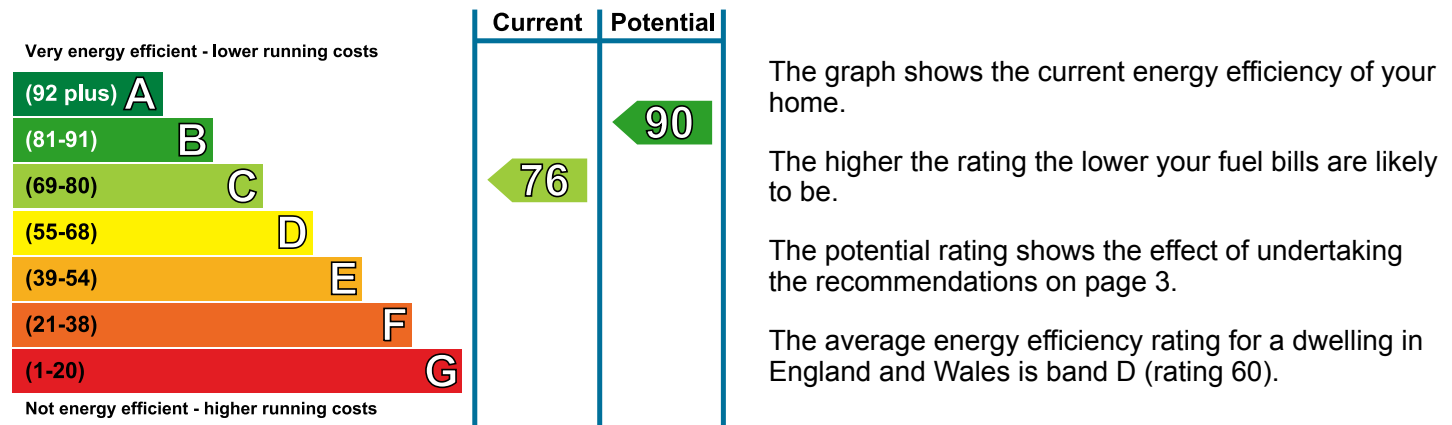 Current Potential
Very energy efficient - lower running costs
(92 plus) A
(81-91) B
(69-80) C
(55-68) D
(39-54) E
(21-38) F
(1-20) G
Not energy efficient - higher running costs
76
90
The graph shows the current energy efficiency of your
home.
The higher the rating the lower your fuel bills are likely
to be.
The potential rating shows the effect of undertaking
the recommendations on page 3.
The average energy efficiency rating for a dwelling in
England and Wales is band D (rating 60).